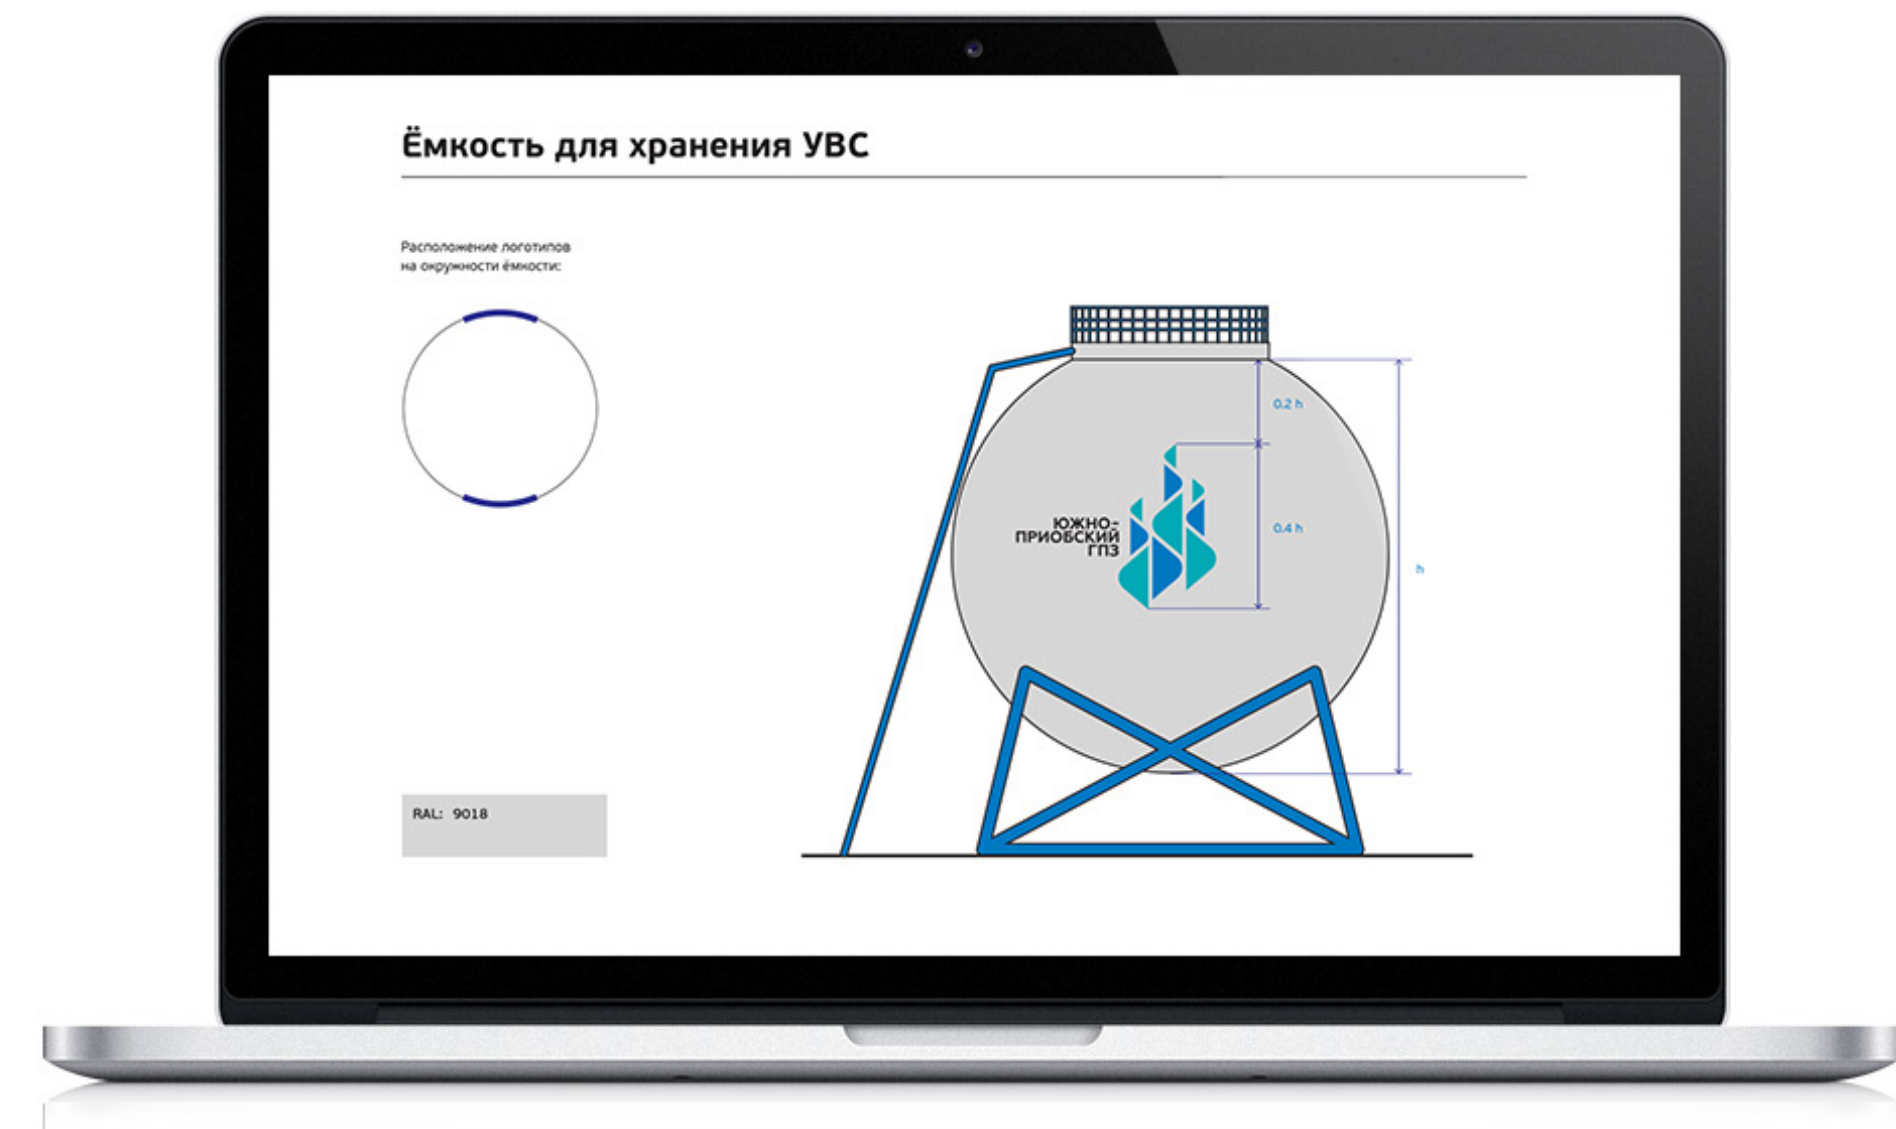 Ёмкость для хранения УВС
Расположение логотипов
на окружности ёмкости:
0.2 h
0.4 h
h
ЮЖНО-
ПРИОБСКИЙ
ГПЗ
RAL: 9018